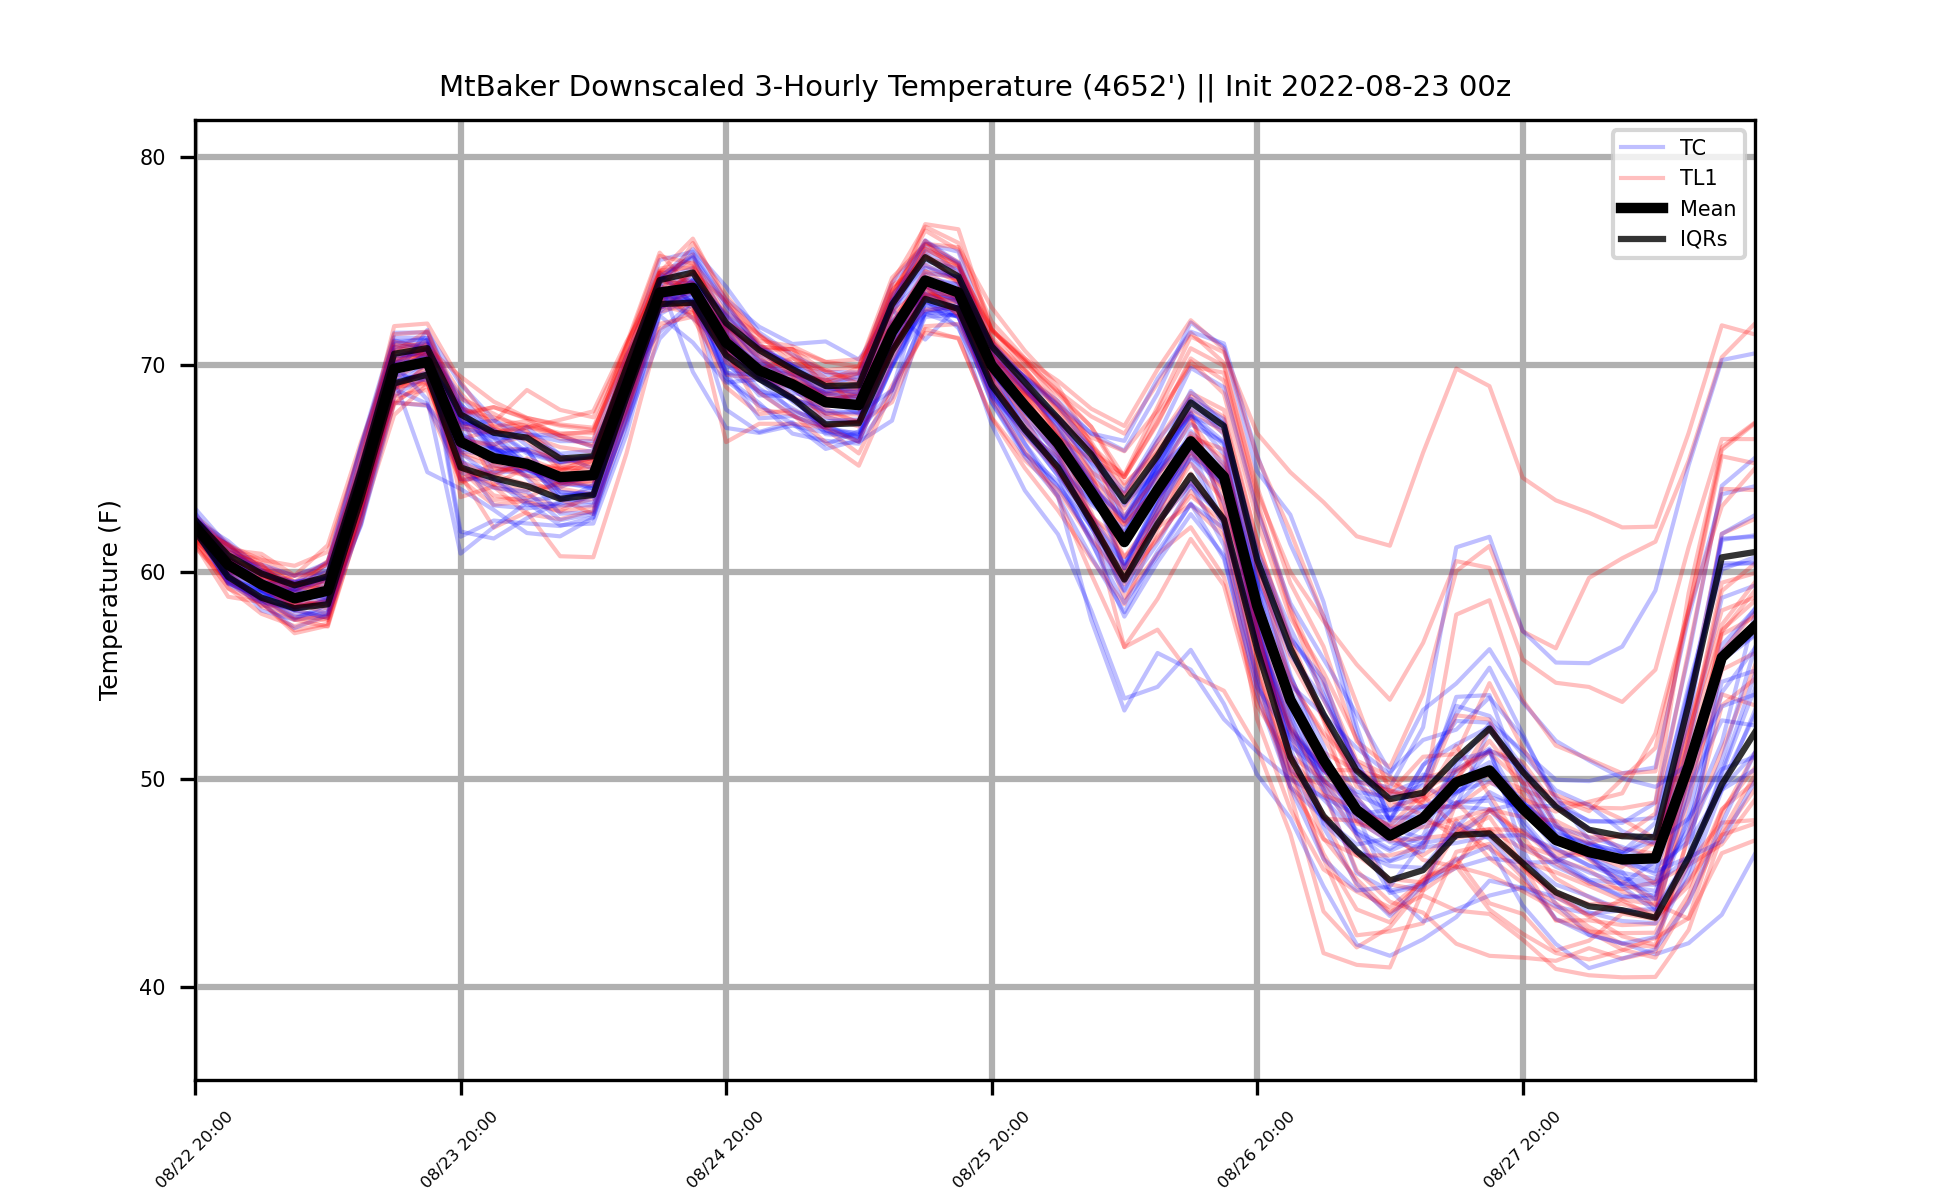 MtBaker Downscaled 3-Hourly Temperature (4652') || Init 2022-08-23 00z
TC
TL1
Mean
IQRs
Temperature (F)
80
70
60
50
40
08/22 20:00
08/23 20:00
08/24 20:00
08/25 20:00
08/26 20:00
08/27 20:00